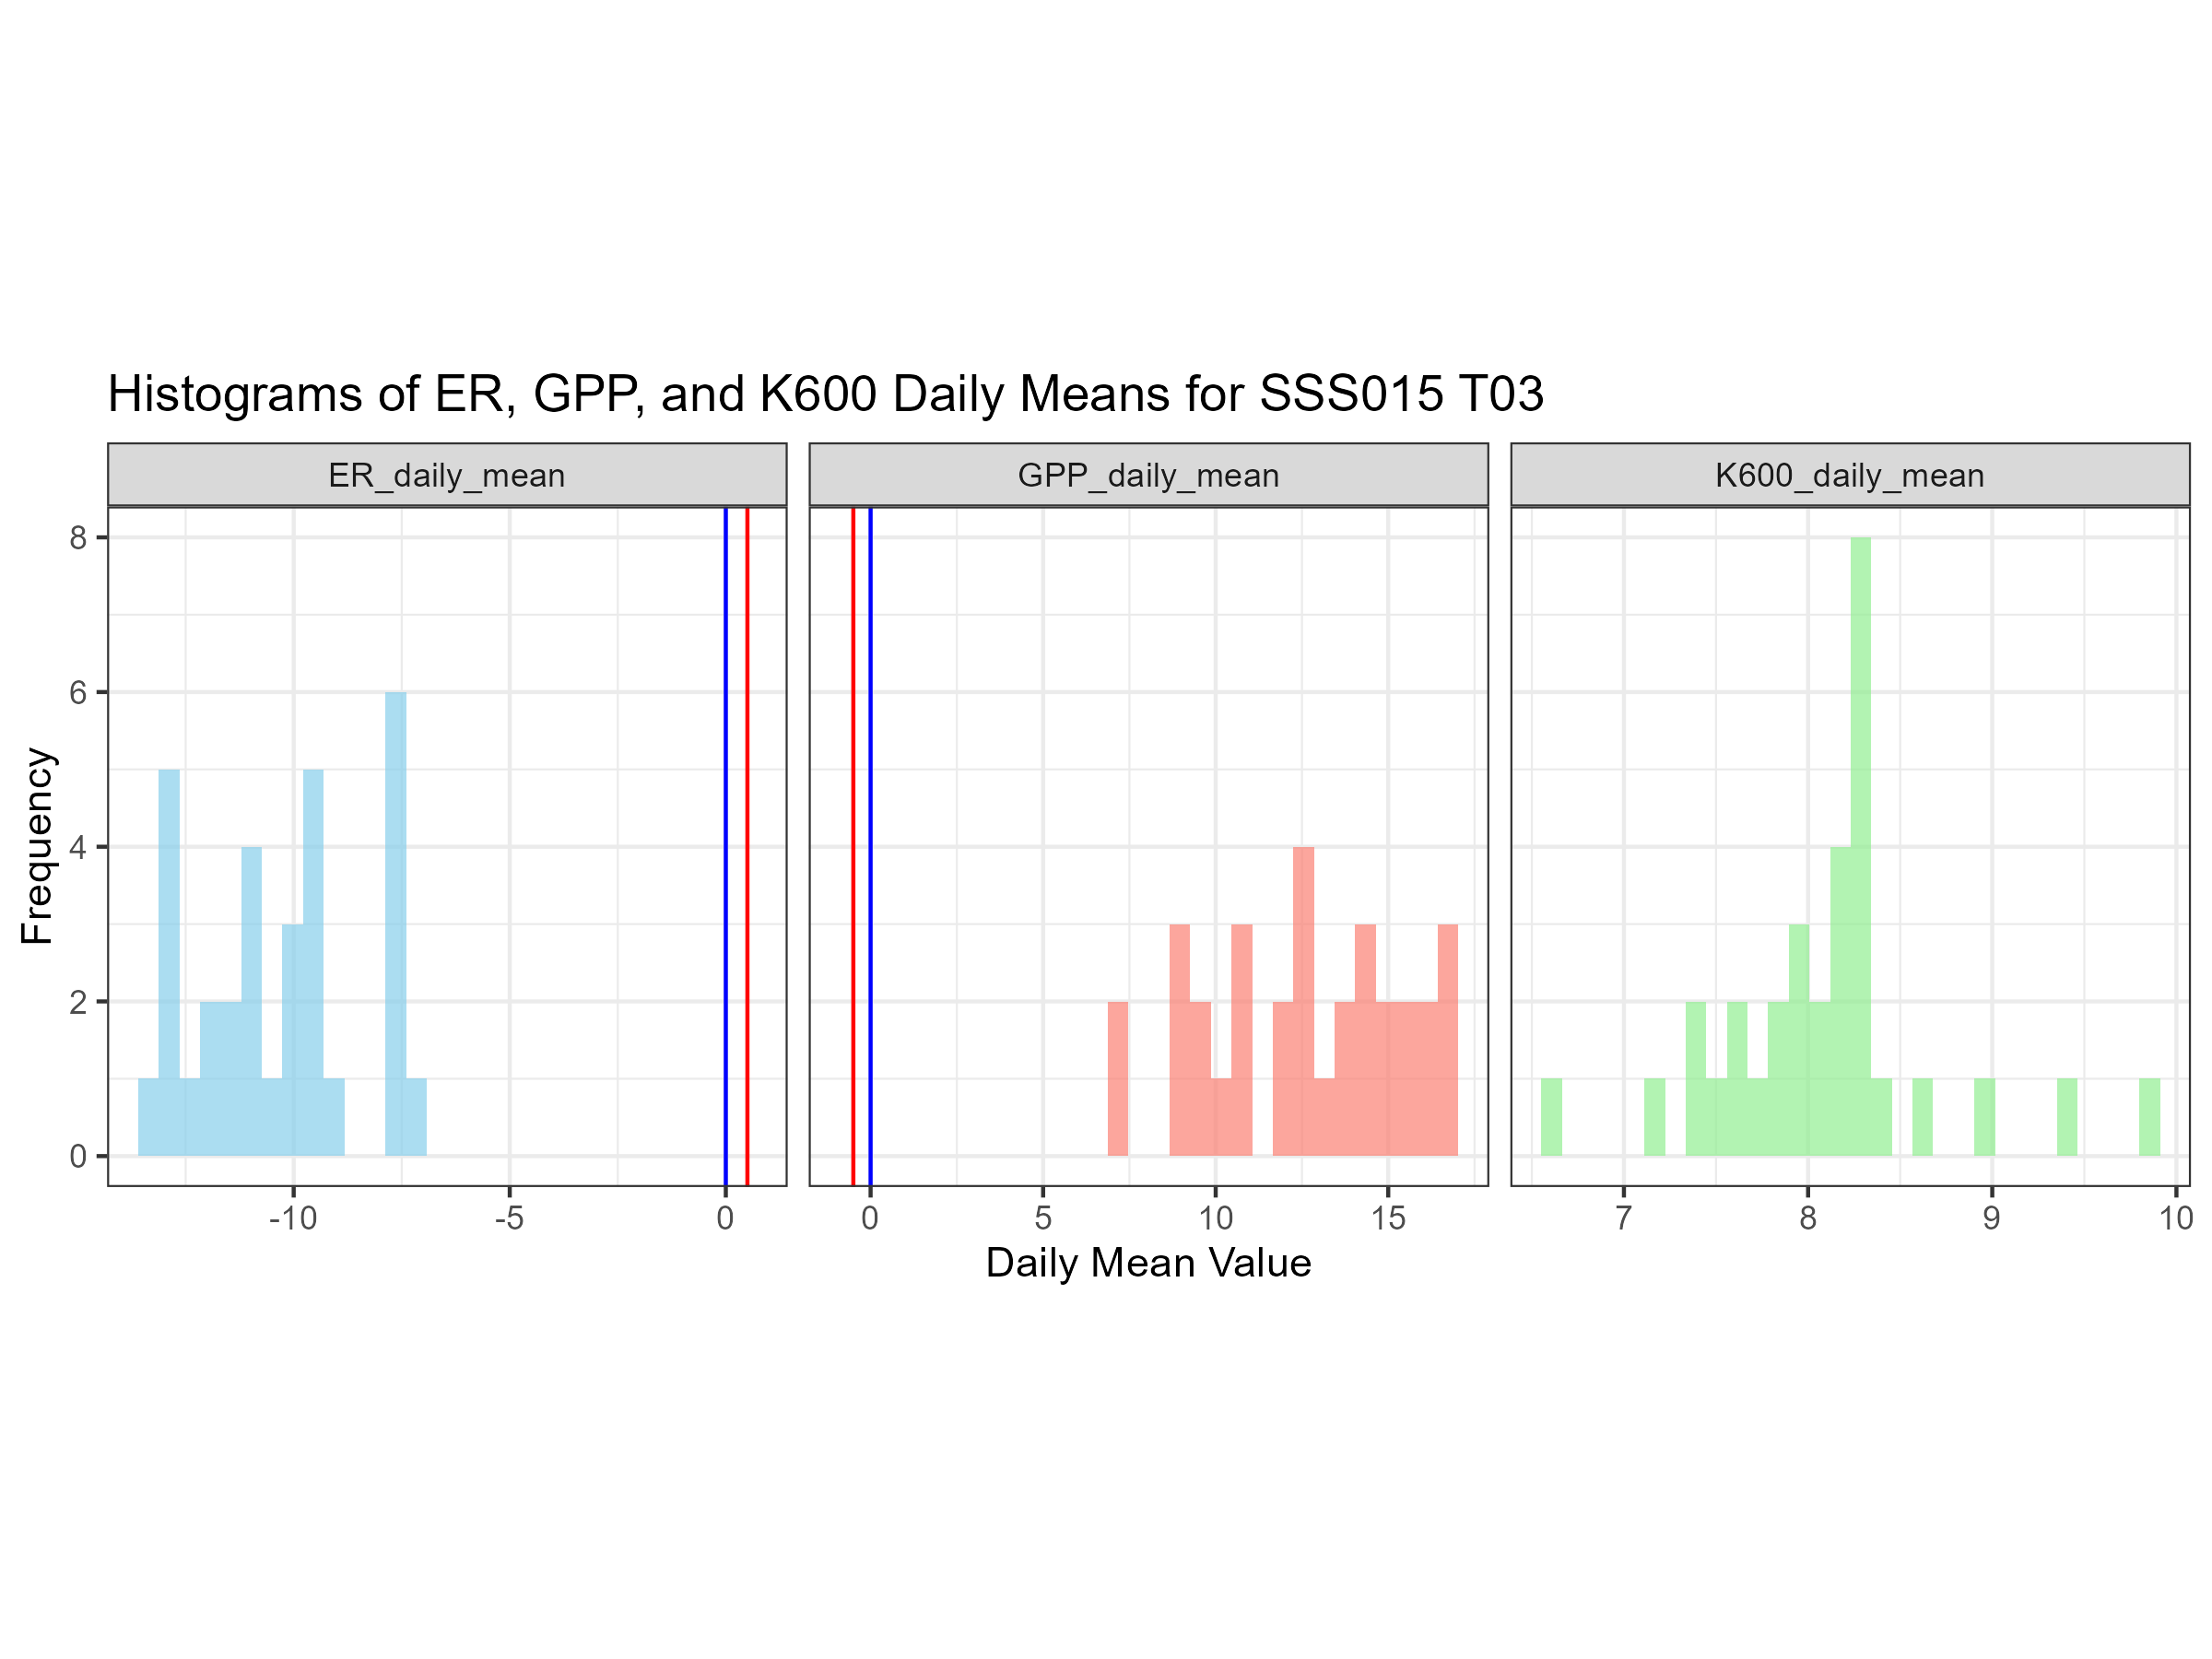 Histograms of ER, GPP, and K600 Daily Means for SSS015 T03
ER_daily_mean GPP_daily_mean K600_daily_mean
8
6
4
2
0
Frequency
-10 -5 0 0 5 10 15 7 8 9 10
Daily Mean Value